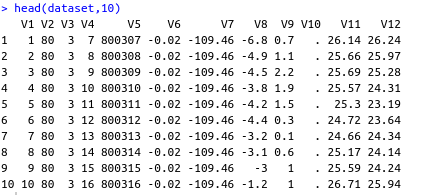 > head(dataset,10)
V1 V2 V3 V4 V5 V6 V7 V8 V9 V10 V11 V12
1 1 80 3 7 800307 -0.02 -109.46 -6.8 0.7 . 26.14 26.24
2 2 80 3 8 800308 -0.02 -109.46 -4.9 1.1 . 25.66 25.97
3 3 80 3 9 800309 -0.02 -109.46 -4.5 2.2 . 25.69 25.28
4 4 80 3 10 800310 -0.02 -109.46 -3.8 1.9 . 25.57 24.31
5 5 80 3 11 800311 -0.02 -109.46 -4.2 1.5 . 25.3 23.19
6 6 80 3 12 800312 -0.02 -109.46 -4.4 0.3 . 24.72 23.64
7 7 80 3 13 800313 -0.02 -109.46 -3.2 0.1 . 24.66 24.34
8 8 80 3 14 800314 -0.02 -109.46 -3.1 0.6 . 25.17 24.14
9 9 80 3 15 800315 -0.02 -109.46 -3 1 . 25.59 24.24
10 10 80 3 16 800316 -0.02 -109.46 -1.2 1 . 26.71 25.94